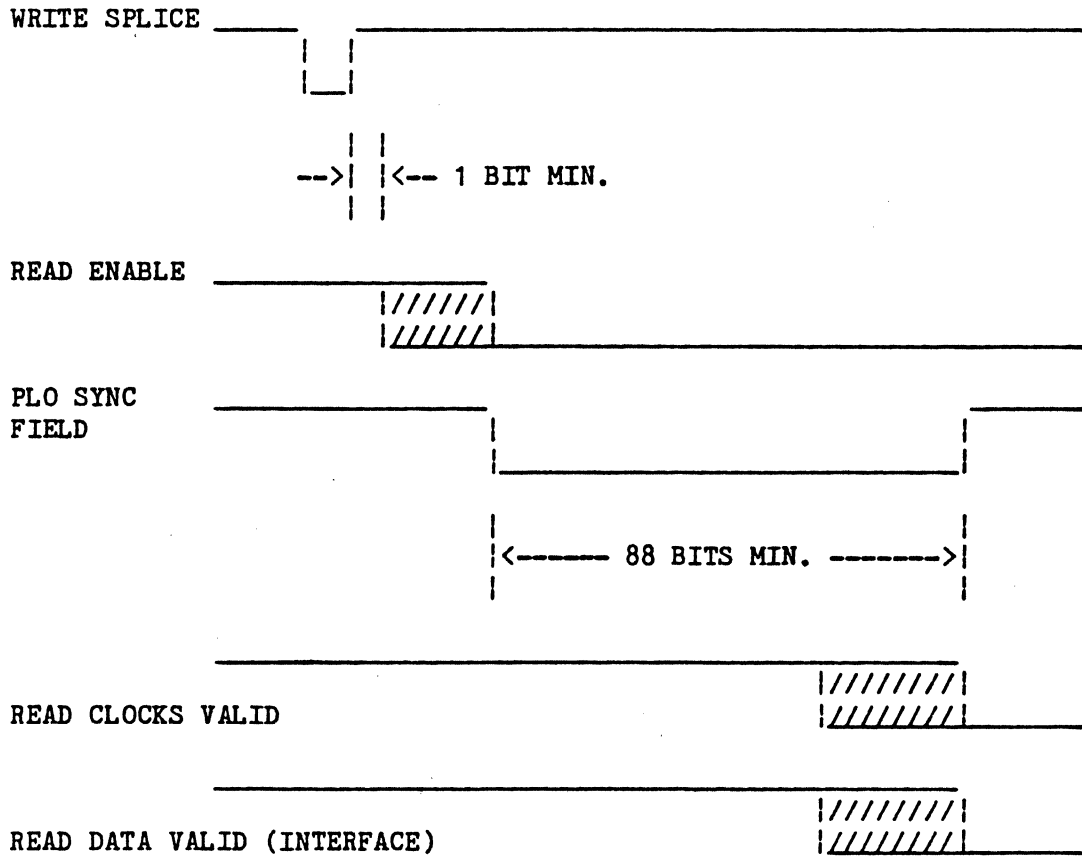 WRITE SPLICE
-->| |<-- 1 BIT MIN.
READ ENABLE
PLO SYNC
FIELD
|<------ 88 BITS MIN. ------->|
READ CLOCKS VALID
READ DATA VALID (INTERFACE)